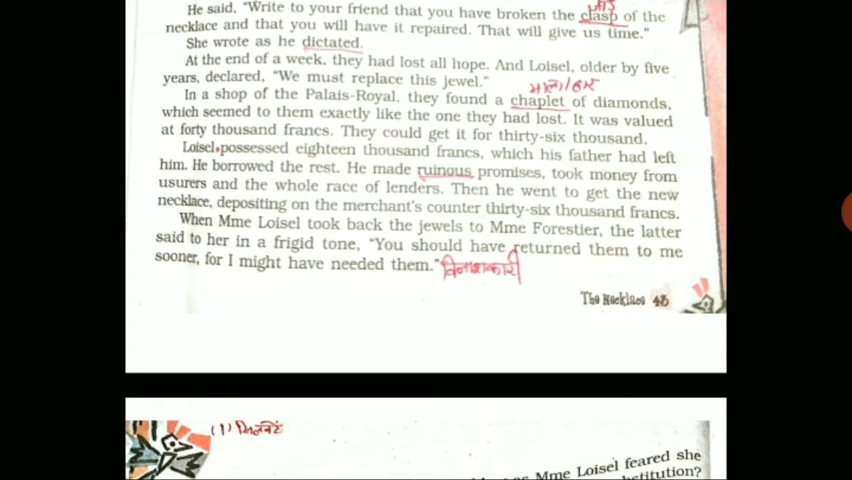 He said, "Write to your friend that you have broken the clasp of the
necklace and that you will have it repaired. That will give us time."
She wrote as he dictated.
At the end of a week, they had lost all hope. And Loisel, older by five
years, declared, "We must replace this jewel."
In a shop of the Palais-Royal, they found a chaplet of diamonds,
which seemed to them exactly like the one they had lost. It was valued
at forty thousand francs. They could get it for thirty-six thousand.
Loisel possessed eighteen thousand francs, which his father had left
him. He borrowed the rest. He made ruinous promises, took money from
usurers and the whole race of lenders. Then he went to get the new
necklace, depositing on the merchant's counter thirty-six thousand francs.
When Mme Loisel took back the jewels to Mme Forestier, the latter
said to her in a frigid tone, "You should have returned them to me
sooner, for I might have needed them." विनाशकारी
The Necklace 45
(1)
Mme Loisel feared she